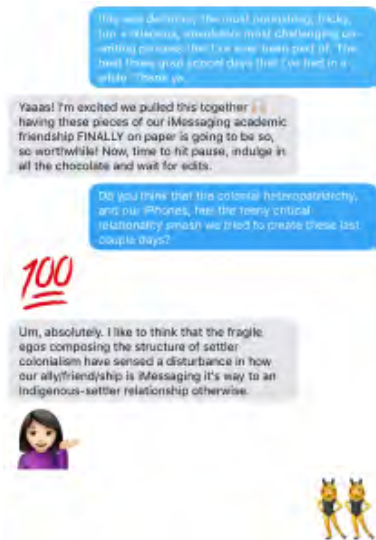 This was definitely the most nourishing, tricky,
fun, hilarious, absolutely most challenging co-
writing process that I've ever been part of. The
best three good school days that I've had in a
while. Thank ya.
Yaaas! I'm excited we pulled this together
having these pieces of our iMessaging academic
friendship FINALLY on paper is going to be so,
so worthwhile! Now, time to hit pause, indulge in
all the chocolate and wait for edits.
Do you think that the colonial heteropatriarchy,
and our iPhones, feel the teeny critical
relationality smash we tried to create these last
couple days?
100
Um, absolutely. I like to think that the fragile
egos composing the structure of settler
colonialism have sensed a disturbance in how
our ally/friend/ship is iMessaging it's way to an
Indigenous-settler relationship otherwise.